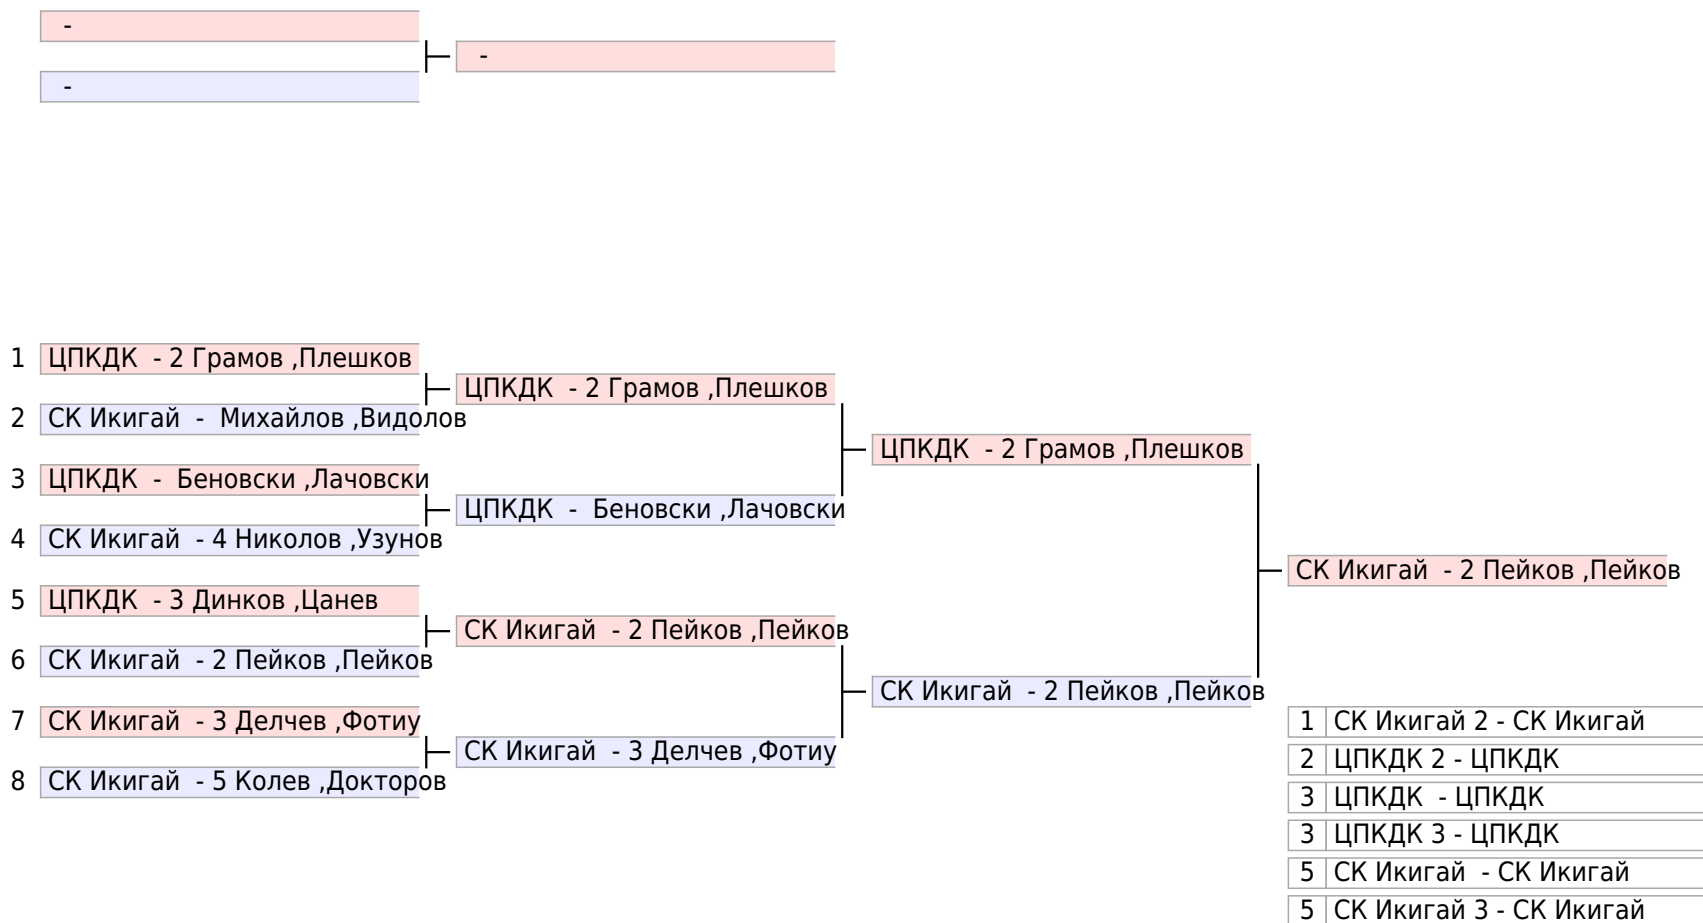 -
-
-
1 ЦПКДК - 2 Грамов ,Плешков
ЦПКДК - 2 Грамов ,Плешков
2 СК Икигай - Михайлов ,Видолов
ЦПКДК - 2 Грамов ,Плешков
3 ЦПКДК - Беновски ,Лачовски
ЦПКДК - Беновски ,Лачовски
4 СК Икигай - 4 Николов ,Узунов
СК Икигай - 2 Пейков ,Пейков
5 ЦПКДК - 3 Динков ,Цанев
СК Икигай - 2 Пейков ,Пейков
6 СК Икигай - 2 Пейков ,Пейков
СК Икигай - 2 Пейков ,Пейков
7 СК Икигай - 3 Делчев ,Фотиу
СК Икигай - 3 Делчев ,Фотиу
8 СК Икигай - 5 Колев ,Докторов
1 СК Икигай 2 - СК Икигай
2 ЦПКДК 2 - ЦПКДК
3 ЦПКДК - ЦПКДК
3 ЦПКДК 3 - ЦПКДК
5 СК Икигай - СК Икигай
5 СК Икигай 3 - СК Икигай